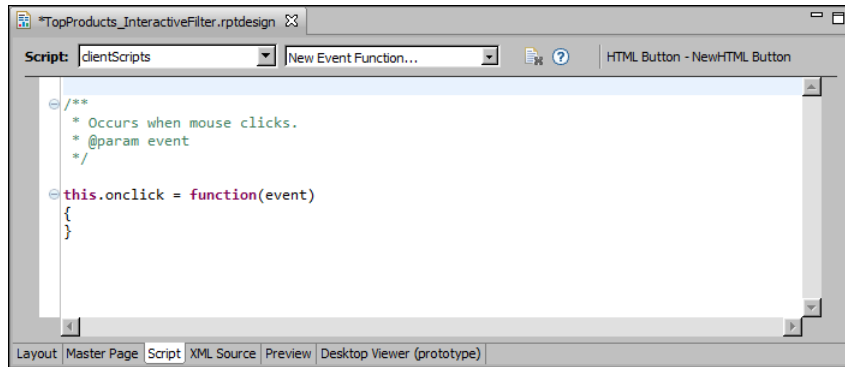 *TopProducts_InteractiveFilter.rptdesign
Script: clientScripts New Event Function... HTML Button - NewHTML Button
/**
* Occurs when mouse clicks.
* @param event
*/
this.onclick = function(event)
{
}
Layout Master Page Script XML Source Preview Desktop Viewer (prototype)